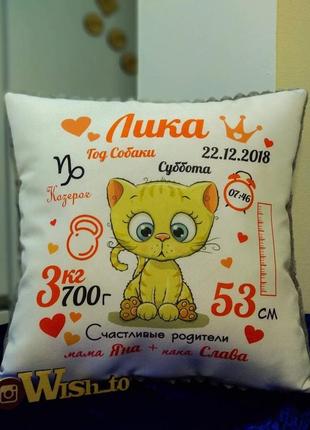 Лика
Год Собаки 22.12.2018
Суббота
Козерог
07:46
3кг
700г
53 см
Счастливые родители
мама Яна + папа Слава
Wish_to